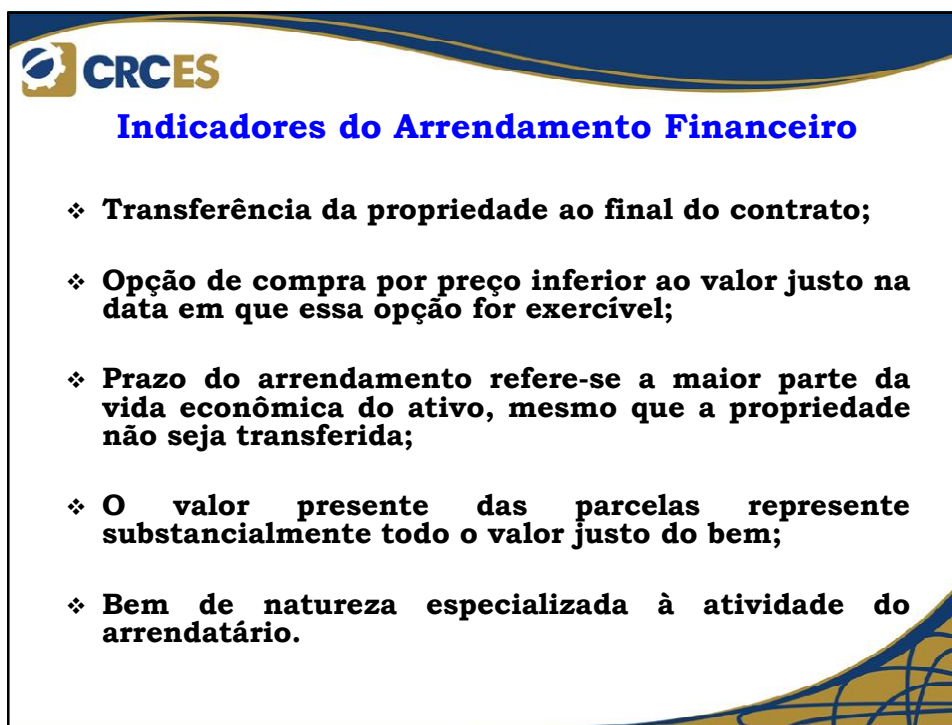 CRCES
Indicadores do Arrendamento Financeiro
❖ Transferência da propriedade ao final do contrato;
❖ Opção de compra por preço inferior ao valor justo na
data em que essa opção for exercível;
❖ Prazo do arrendamento refere-se a maior parte da
vida econômica do ativo, mesmo que a propriedade
não seja transferida;
❖ O valor presente das parcelas represente
substancialmente todo o valor justo do bem;
❖ Bem de natureza especializada à atividade do
arrendatário.